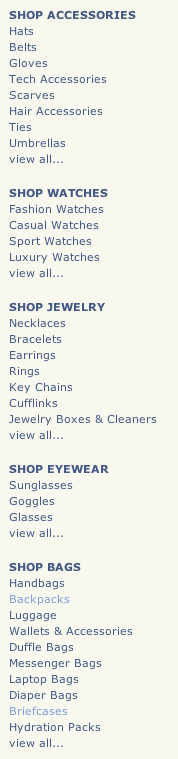 SHOP ACCESSORIES
Hats
Belts
Gloves
Tech Accessories
Scarves
Hair Accessories
Ties
Umbrellas
view all...
SHOP WATCHES
Fashion Watches
Casual Watches
Sport Watches
Luxury Watches
view all...
SHOP JEWELRY
Necklaces
Bracelets
Earrings
Rings
Key Chains
Cufflinks
Jewelry Boxes & Cleaners
view all...
SHOP EYEWEAR
Sunglasses
Goggles
Glasses
view all...
SHOP BAGS
Handbags
Backpacks
Luggage
Wallets & Accessories
Duffle Bags
Messenger Bags
Laptop Bags
Diaper Bags
Briefcases
Hydration Packs
view all...